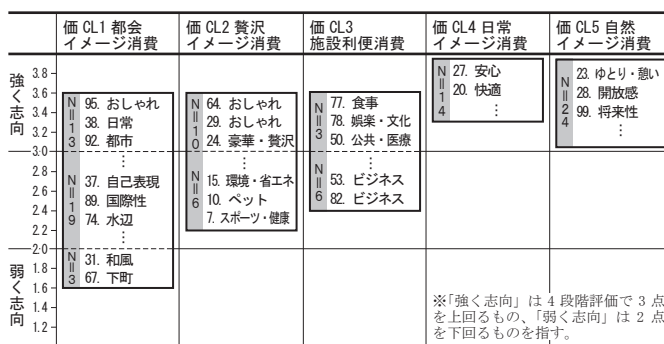 価 CL1 都会
イメージ消費
価 CL2 贅沢
イメージ消費
価 CL3
施設利便消費
価 CL4 日常
イメージ消費
価 CL5 自然
イメージ消費
強く志向
弱く志向
3.8
3.6
3.4
3.2
3.0
2.8
2.6
2.4
2.2
2.0
1.8
1.6
1.4
1.2
N=13
95. おしゃれ
38. 日常
92. 都市
⋮
N=19
37. 自己表現
89. 国際性
74. 水辺
⋮
N=3
31. 和風
67. 下町
N=10
64. おしゃれ
29. おしゃれ
24. 豪華・贅沢
⋮
N=6
15. 環境・省エネ
10. ペット
7. スポーツ・健康
N=3
77. 食事
78. 娯楽・文化
50. 公共・医療
⋮
N=6
53. ビジネス
82. ビジネス
N=14
27. 安心
20. 快適
⋮
N=24
23. ゆとり・憩い
28. 開放感
99. 将来性
⋮
※「強く志向」は 4 段階評価で 3 点
を上回るもの、「弱く志向」は 2 点
を下回るものを指す。